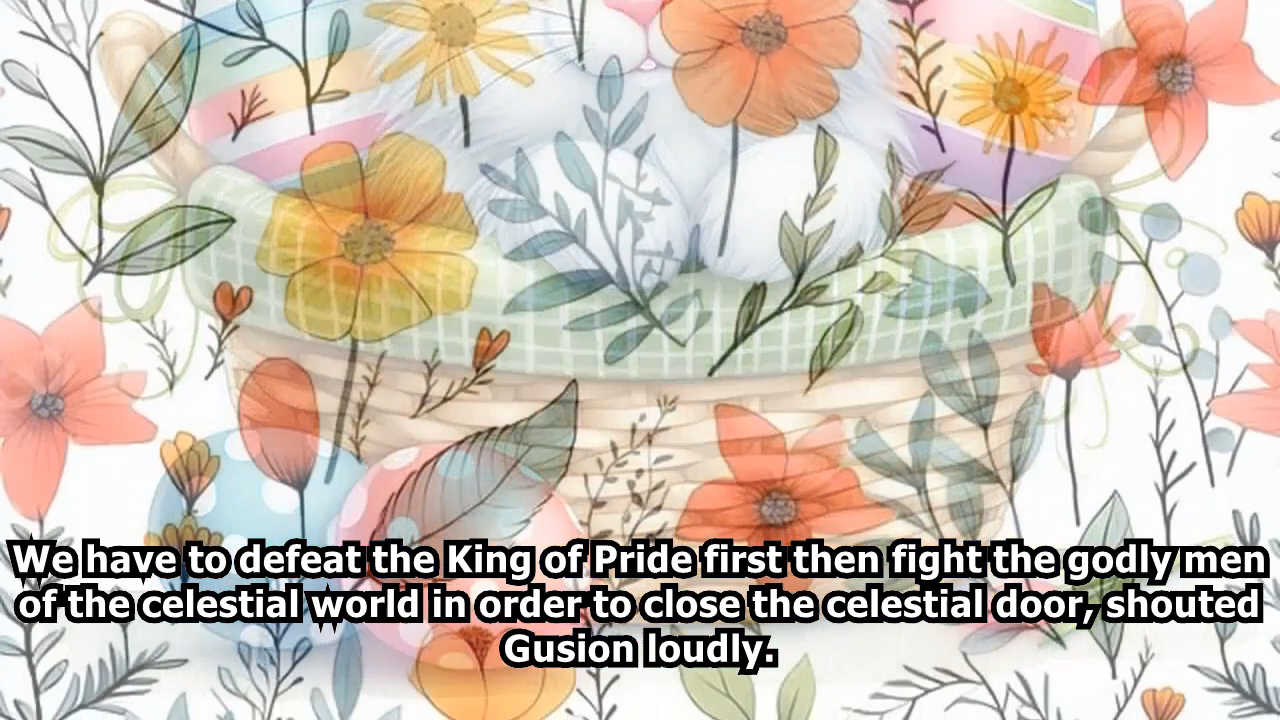 We have to defeat the King of Pride first then fight the godly men
of the celestial world in order to close the celestial door, shouted
Gusion loudly.